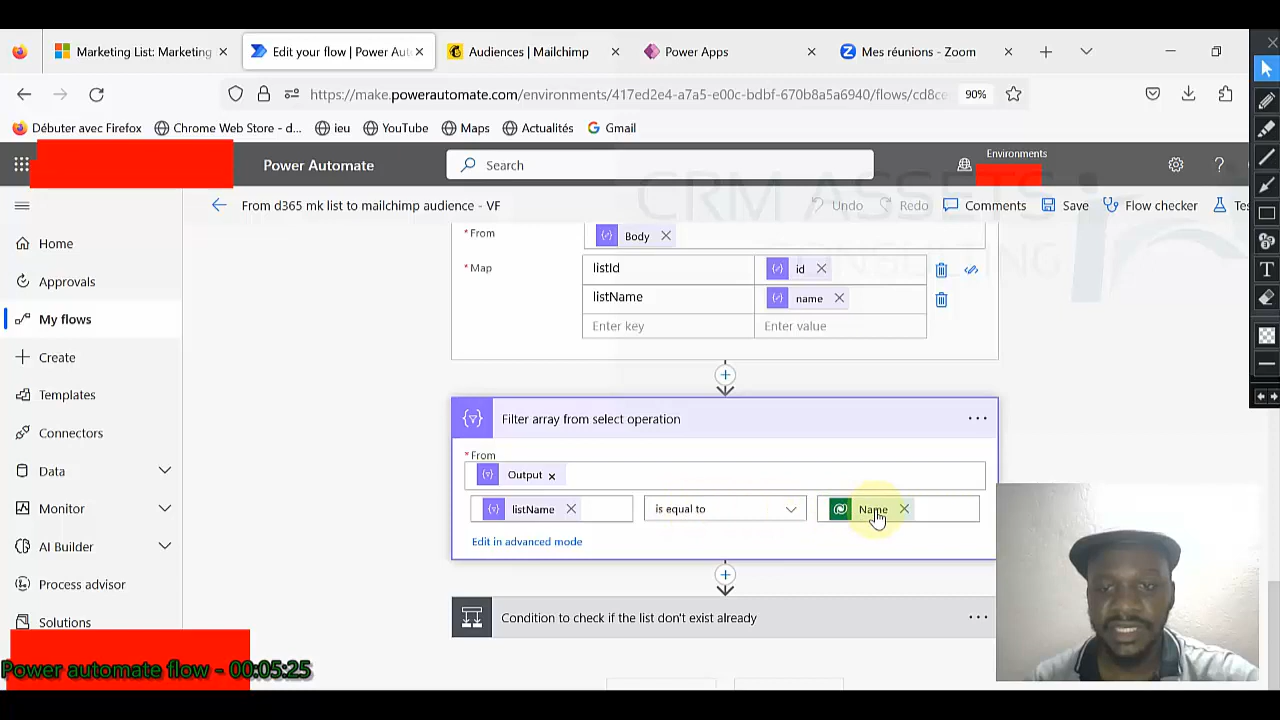 Marketing List: Marketing
Edit your flow | Power Aut
Audiences | Mailchimp
Power Apps
Mes réunions - Zoom
https://make.powerautomate.com/envirnments/417ed2e4-a7a5-e00c-bdbf-670b8a5a6940/flows/cd8ce
90%
Débuter avec Firefox
Chrome Web Store - d...
ieu
YouTube
Maps
Actualités
Gmail
Power Automate
Search
Environments
CRM ASSETS
CONSULTING
From d365 mk list to mailchimp audience - VF
Undo
Redo
Comments
Save
Flow checker
Tes
Home
Approvals
My flows
Create
Templates
Connectors
Data
Monitor
AI Builder
Process advisor
Solutions
* From
Body
* Map
listId
id
listName
name
Enter key
Enter value
Filter array from select operation
* From
Output
listName
is equal to
Name
Edit in advanced mode
Condition to check if the list don't exist already
Power automate flow - 00:05:25